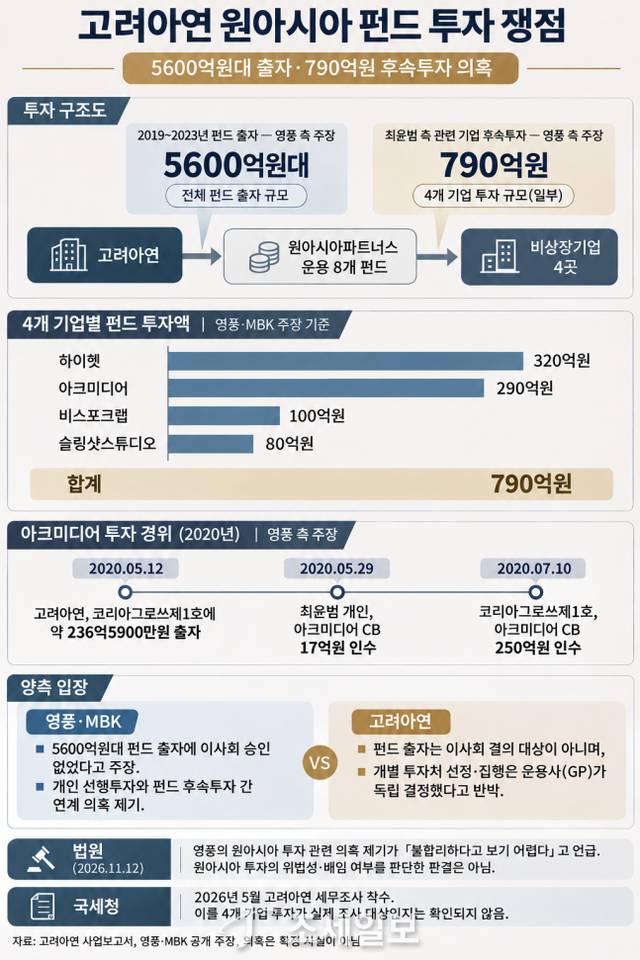 고려아연 원아시아 펀드 투자 쟁점
5600억원대 출자·790억원 후속투자 의혹
투자 구조도
2019~2023년 펀드 출자 — 영풍 측 주장
5600억원대
전체 펀드 출자 규모
최윤범 측 관련 기업 후속투자 — 영풍 측 주장
790억원
4개 기업 투자 규모(일부)
고려아연
원아시아파트너스
운용 8개 펀드
비상장기업
4곳
4개 기업별 펀드 투자액 | 영풍·MBK 주장 기준
하이헷 320억원
아크미디어 290억원
비스포크랩 100억원
슬링샷스튜디오 80억원
합계 790억원
아크미디어 투자 경위 (2020년) | 영풍 측 주장
2020.05.12
고려아연, 코리아그로쓰제1호에
약 236억5900만원 출자
2020.05.29
최윤범 개인,
아크미디어 CB
17억원 인수
2020.07.10
코리아그로쓰제1호,
아크미디어 CB
250억원 인수
양측 입장
영풍·MBK
5600억원대 펀드 출자에 이사회 승인
없었다고 주장.
개인 선행투자와 펀드 후속투자 간
연계 의혹 제기.
VS
고려아연
펀드 출자는 이사회 결의 대상이 아니며,
개별 투자처 선정·집행은 운용사(GP)가
독립 결정했다고 반박.
법원
(2026.11.12)
영풍의 원아시아 투자 관련 의혹 제기가 「불합리하다고 보기 어렵다」고 언급.
원아시아 투자의 위법성·배임 여부를 판단한 판결은 아님.
국세청
2026년 5월 고려아연 세무조사 착수.
이를 4개 기업 투자가 실제 조사 대상인지는 확인되지 않음.
자료: 고려아연 사업보고서, 영풍·MBK 공개 주장, 의혹은 확정 사실이 아님
조세일보